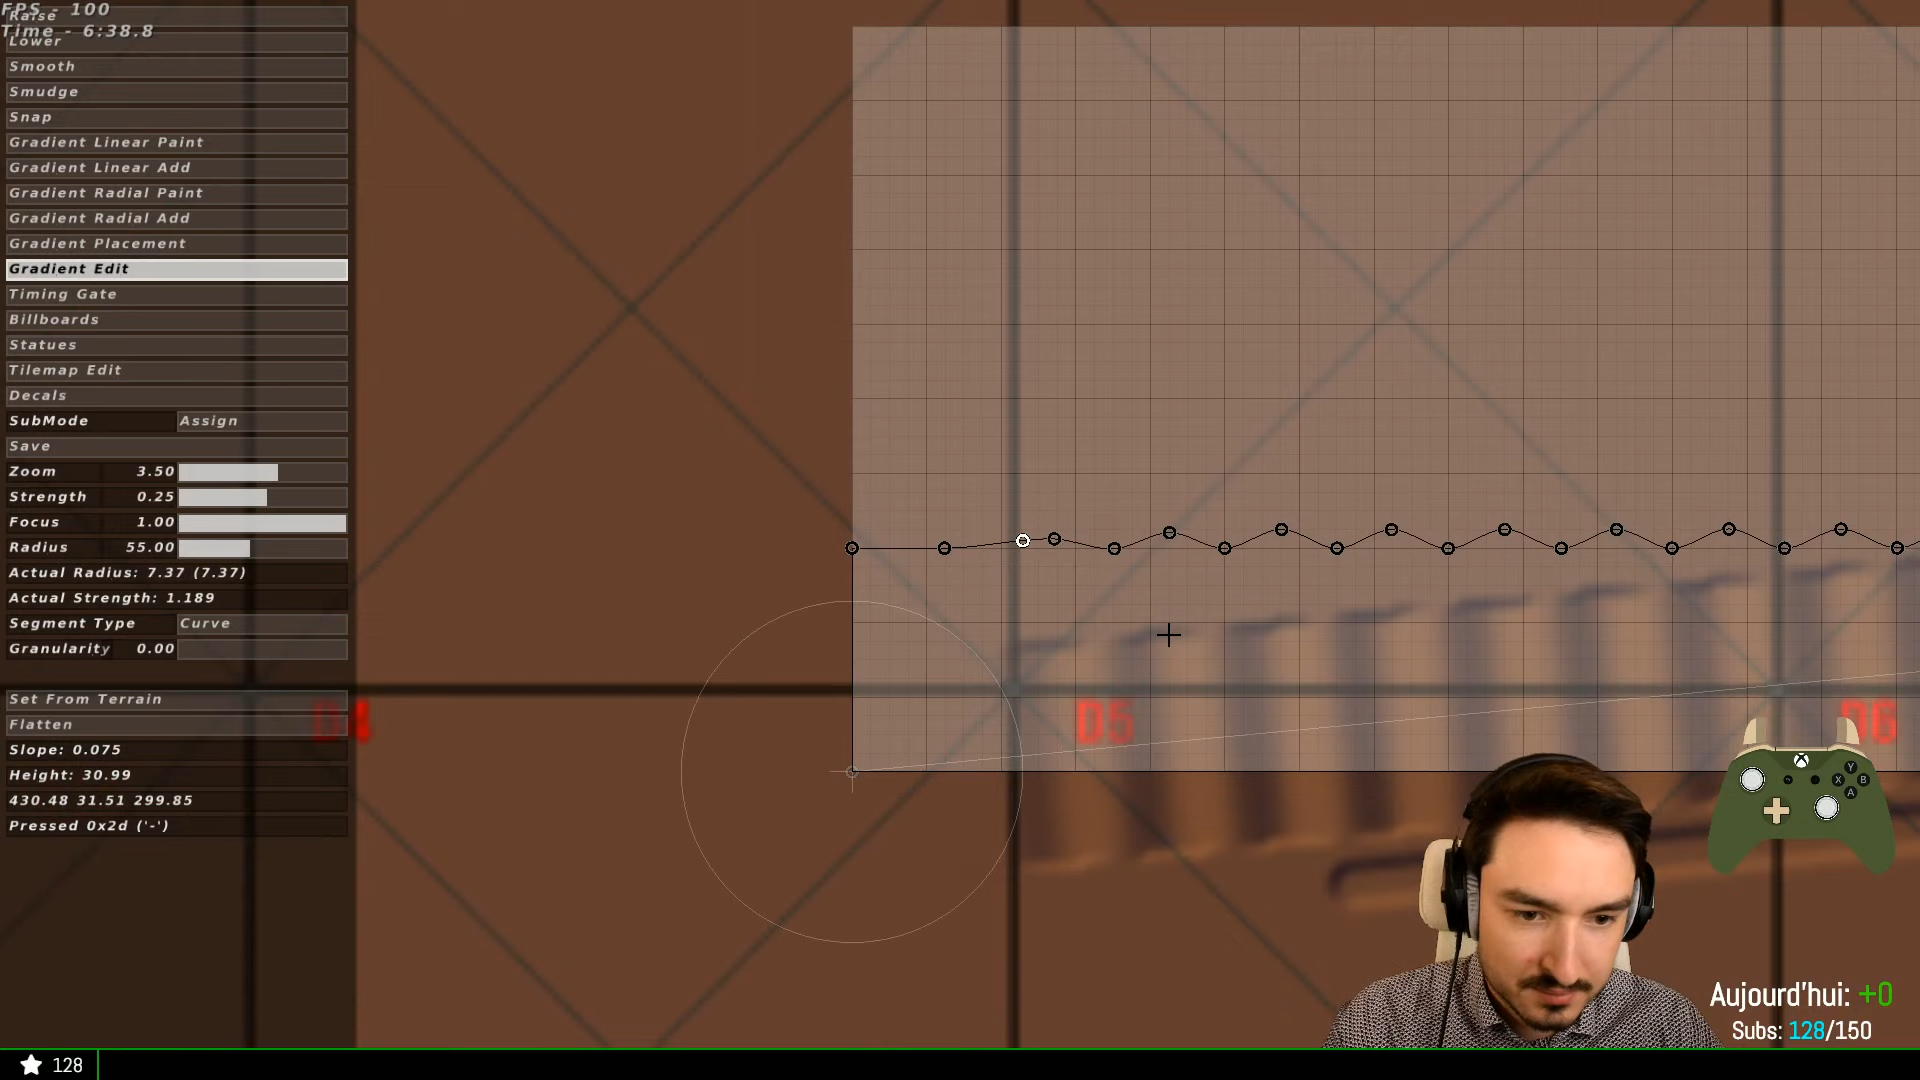 FPS - 100
Raise
Time - 6:38.8
Lower
Smooth
Smudge
Snap
Gradient Linear Paint
Gradient Linear Add
Gradient Radial Paint
Gradient Radial Add
Gradient Placement
Gradient Edit
Timing Gate
Billboards
Statues
Tilemap Edit
Decals
SubMode Assign
Save
Zoom 3.50
Strength 0.25
Focus 1.00
Radius 55.00
Actual Radius: 7.37 (7.37)
Actual Strength: 1.189
Segment Type Curve
Granularity 0.00
Set From Terrain
Flatten
Slope: 0.075
Height: 30.99
430.48 31.51 299.85
Pressed 0x2d ('-')
D4
D5
D6
Y
X B
A
Aujourd'hui: +0
Subs: 128/150
128